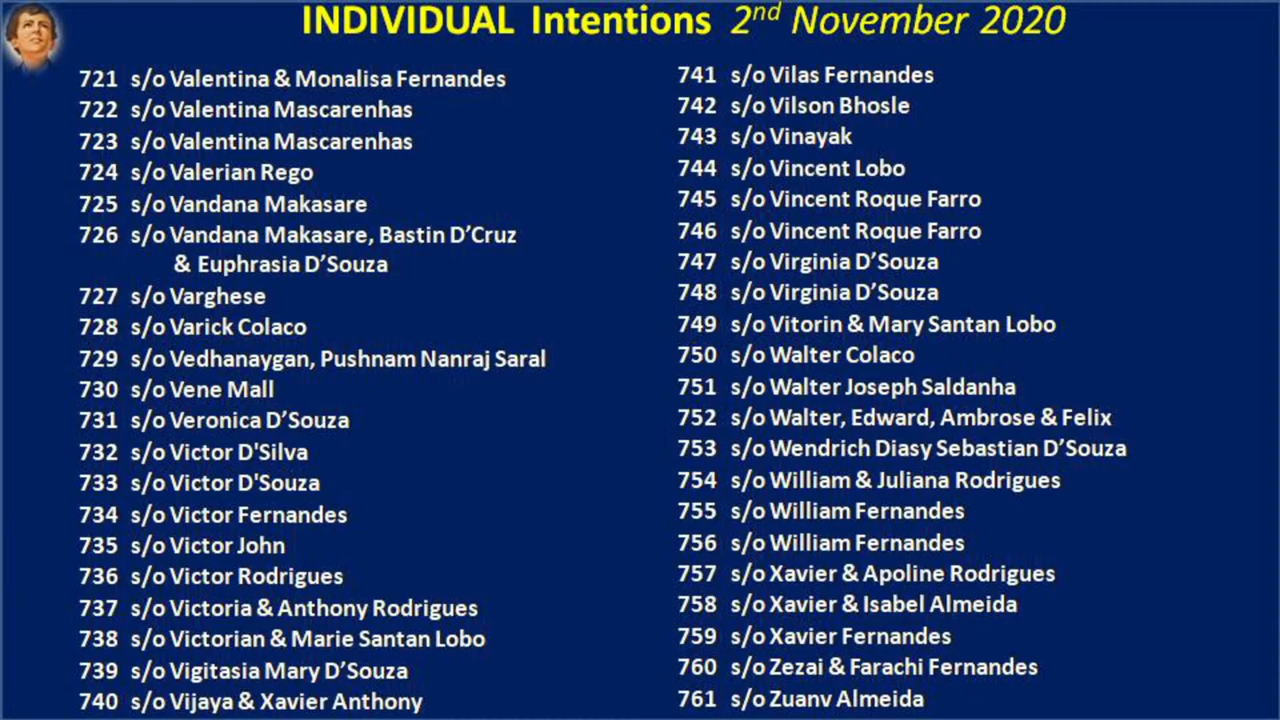 INDIVIDUAL Intentions 2nd November 2020
721 s/o Valentina & Monalisa Fernandes
722 s/o Valentina Mascarenhas
723 s/o Valentina Mascarenhas
724 s/o Valerian Rego
725 s/o Vandana Makasare
726 s/o Vandana Makasare, Bastin D’Cruz
& Euphrasia D’Souza
727 s/o Varghese
728 s/o Varick Colaco
729 s/o Vedhanaygan, Pushnam Nanraj Saral
730 s/o Vene Mall
731 s/o Veronica D’Souza
732 s/o Victor D'Silva
733 s/o Victor D'Souza
734 s/o Victor Fernandes
735 s/o Victor John
736 s/o Victor Rodrigues
737 s/o Victoria & Anthony Rodrigues
738 s/o Victorian & Marie Santan Lobo
739 s/o Vigitasia Mary D’Souza
740 s/o Vijaya & Xavier Anthony
741 s/o Vilas Fernandes
742 s/o Vilson Bhosle
743 s/o Vinayak
744 s/o Vincent Lobo
745 s/o Vincent Roque Farro
746 s/o Vincent Roque Farro
747 s/o Virginia D’Souza
748 s/o Virginia D’Souza
749 s/o Vitorin & Mary Santan Lobo
750 s/o Walter Colaco
751 s/o Walter Joseph Saldanha
752 s/o Walter, Edward, Ambrose & Felix
753 s/o Wendrich Diasy Sebastian D’Souza
754 s/o William & Juliana Rodrigues
755 s/o William Fernandes
756 s/o William Fernandes
757 s/o Xavier & Apoline Rodrigues
758 s/o Xavier & Isabel Almeida
759 s/o Xavier Fernandes
760 s/o Zezai & Farachi Fernandes
761 s/o Zuanv Almeida